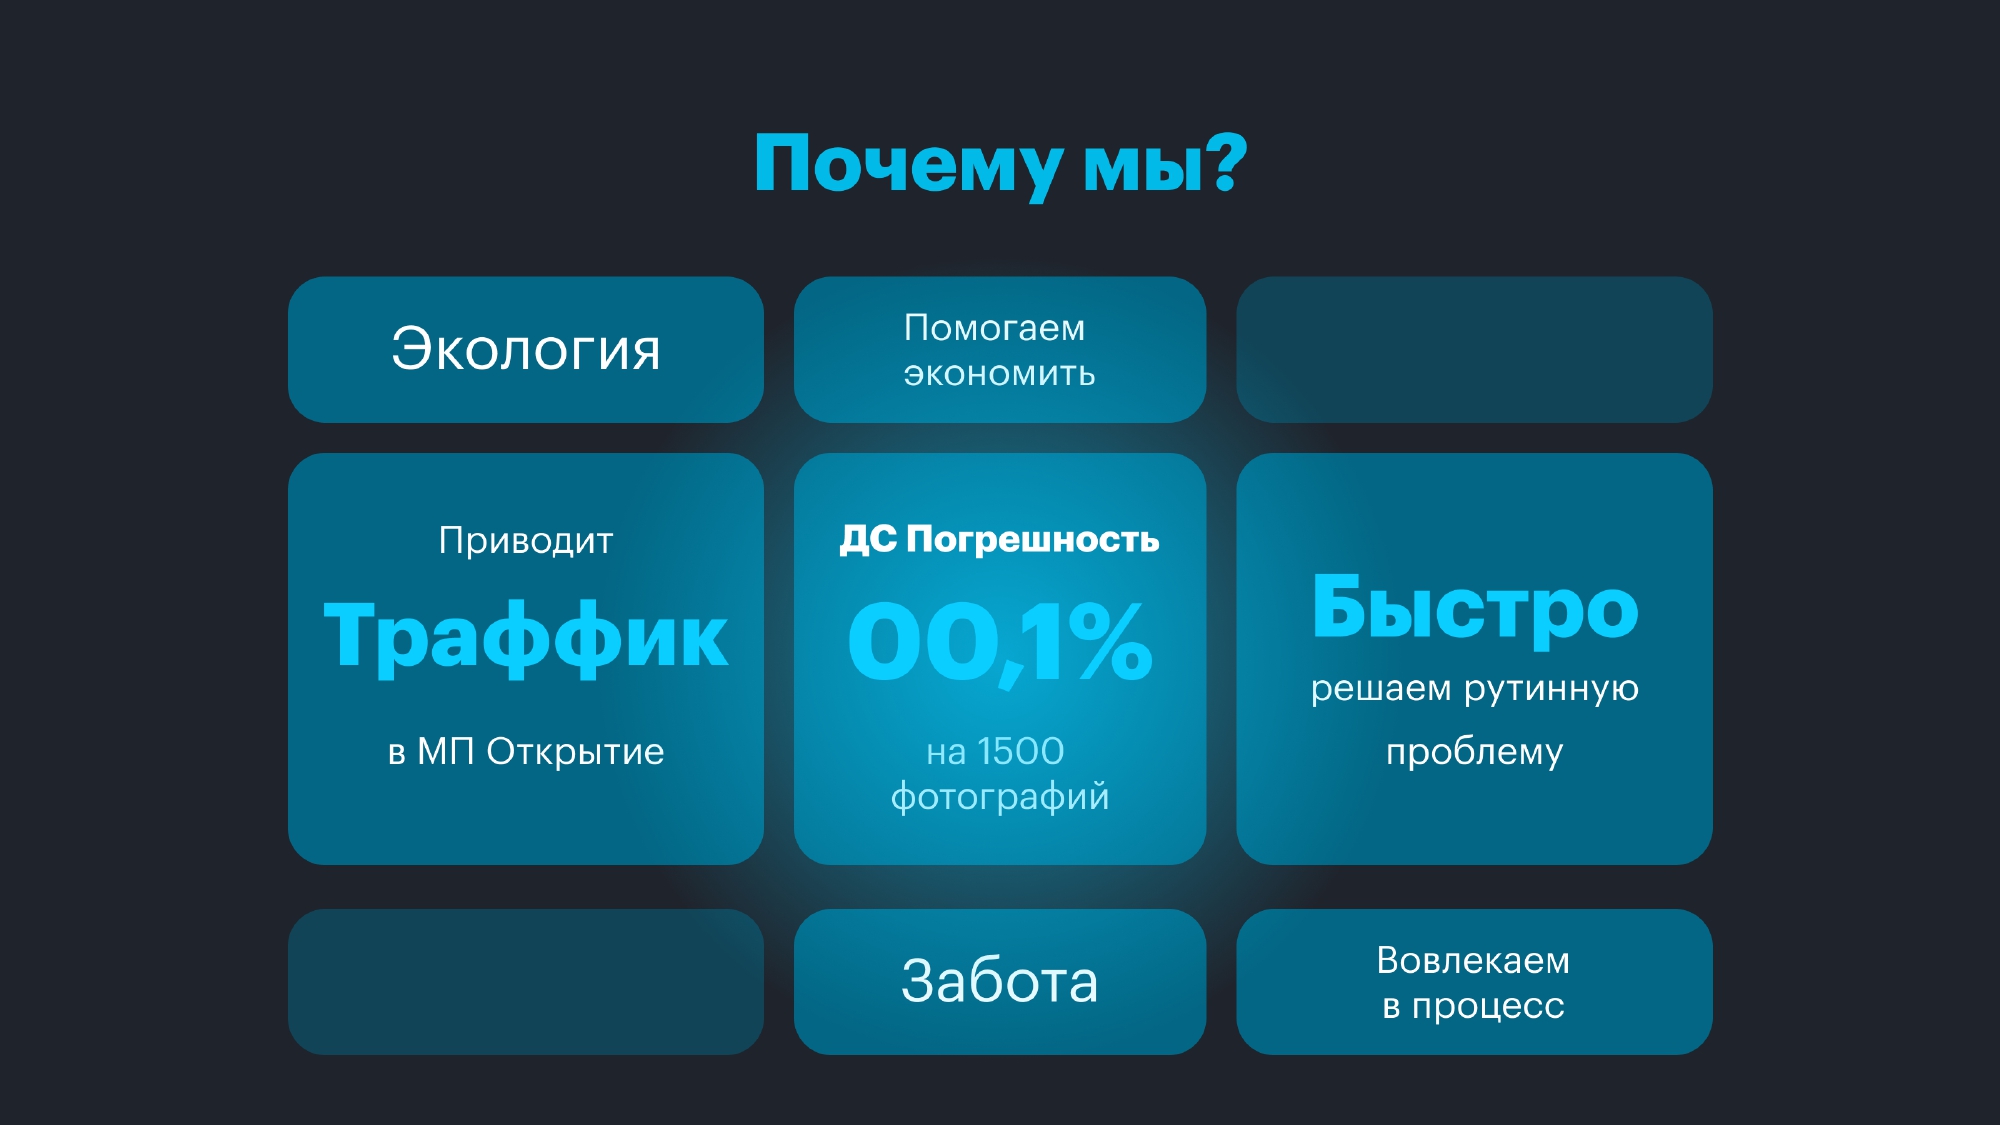 Почему мы?
Экология
Помогаем
экономить
Приводит
Траффик
в МП Открытие
ДС Погрешность
00,1%
на 1500
фотографий
Быстро
решаем рутинную
проблему
Забота
Вовлекаем
в процесс